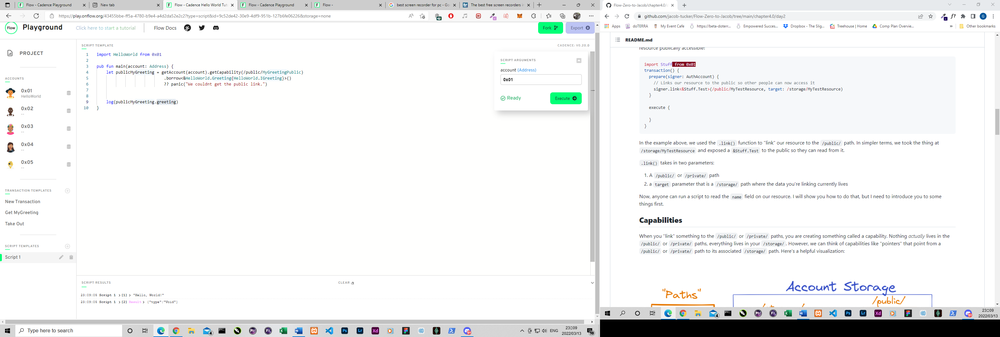 Flow - Cadence Playground
New tab
Flow - Cadence Hello World Tut
Flow - Cadence Playground
Flow -
best screen recorder for pc - Go
The best free screen recorders in
https://play.onflow.org/43455bbe-ff5a-4780-b9e4-a4d2da52e2c2?type=script&id=9c52de42-30e9-4df9-951b-127b6fe06226&storage=none
42
Flow
Playground
Click here to start a tutorial
Flow Docs
Fork
Export
PROJECT
ACCOUNTS
0x01
HelloWorld
0x02
--
0x03
--
0x04
--
0x05
--
TRANSACTION TEMPLATES
New Transaction
Get MyGreeting
Take Out
SCRIPT TEMPLATES
Script 1
SCRIPT TEMPLATE
CADENCE: V0.20.0
1 import HelloWorld from 0x01
2
3 pub fun main(account: Address) {
4 let publicMyGreeting = getAccount(account).getCapability(/public/MyGreetingPublic)
5 .borrow<&HelloWorld.Greeting{HelloWorld.IGreeting}>()
6 ?? panic("We couldnt get the public link.")
7
8
9 log(publicMyGreeting.greeting)
10 }
SCRIPT ARGUMENTS
account (Address)
0x01
Ready
Execute
SCRIPT RESULTS
CLEAR
23:09:05 Script 1 >[1] > "Hello, World!"
23:09:05 Script 1 >[2] Result > {"type":"Void"}
Type here to search
4
PM
FX
Ps
Lr
Xd
9+
ENG
23:09
2022/03/13
10
Flow-Zero-to-Jacob/chapter4.0/c
github.com/jacob-tucker/Flow-Zero-to-Jacob/tree/main/chapter4.0/day2
f?
G
Apps
doTERRA
My Event Cafe
https://beta-doterr...
Empowered Succes...
Dropbox - The Slig...
Treehouse | Home
Comp Plan Overvie...
»
Other bookmarks
README.md
resource publically accessible:
import Stuff from 0x01
transaction() {
prepare(signer: AuthAccount) {
// Links our resource to the public so other people can now access it
signer.link<&Stuff.Test>(/public/MyTestResource, target: /storage/MyTestResource)
}
execute {
}
}
In the example above, we used the .link() function to "link" our resource to the /public/ path. In simpler terms, we took the thing at
/storage/MyTestResource and exposed a &Stuff.Test to the public so they can read from it.
.link() takes in two parameters:
1. A /public/ or /private/ path
2. a target parameter that is a /storage/ path where the data you're linking currently lives
Now, anyone can run a script to read the name field on our resource. I will show you how to do that, but I need to introduce you to some
things first.
Capabilities
When you "link" something to the /public/ or /private/ paths, you are creating something called a capability. Nothing actually lives in the
/public/ or /private/ paths, everything lives in your /storage/. However, we can think of capabilities like "pointers" that point from a
/public/ or /private/ path to its associated /storage/ path. Here's a helpful visualization:
"Paths"
Account Storage
/public/
4
PM
FX
Ps
Lr
Xd
9+
23:09
2022/03/13